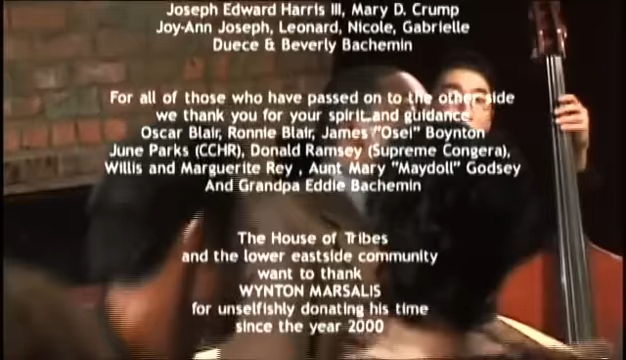 Joseph Edward Harris III, Mary D. Crump
Joy-Ann Joseph, Leonard, Nicole, Gabrielle
Duece & Beverly Bachemin
For all of those who have passed on to the other side
we thank you for your spirit and guidance.
Oscar Blair, Ronnie Blair, James "Osei" Boynton
June Parks (CCHR), Donald Ramsey (Supreme Congera),
Willis and Marguerite Rey , Aunt Mary "Maydoll" Godsey
And Grandpa Eddie Bachemin
The House of Tribes
and the lower eastside community
want to thank
WYNTON MARSALIS
for unselfishly donating his time
since the year 2000